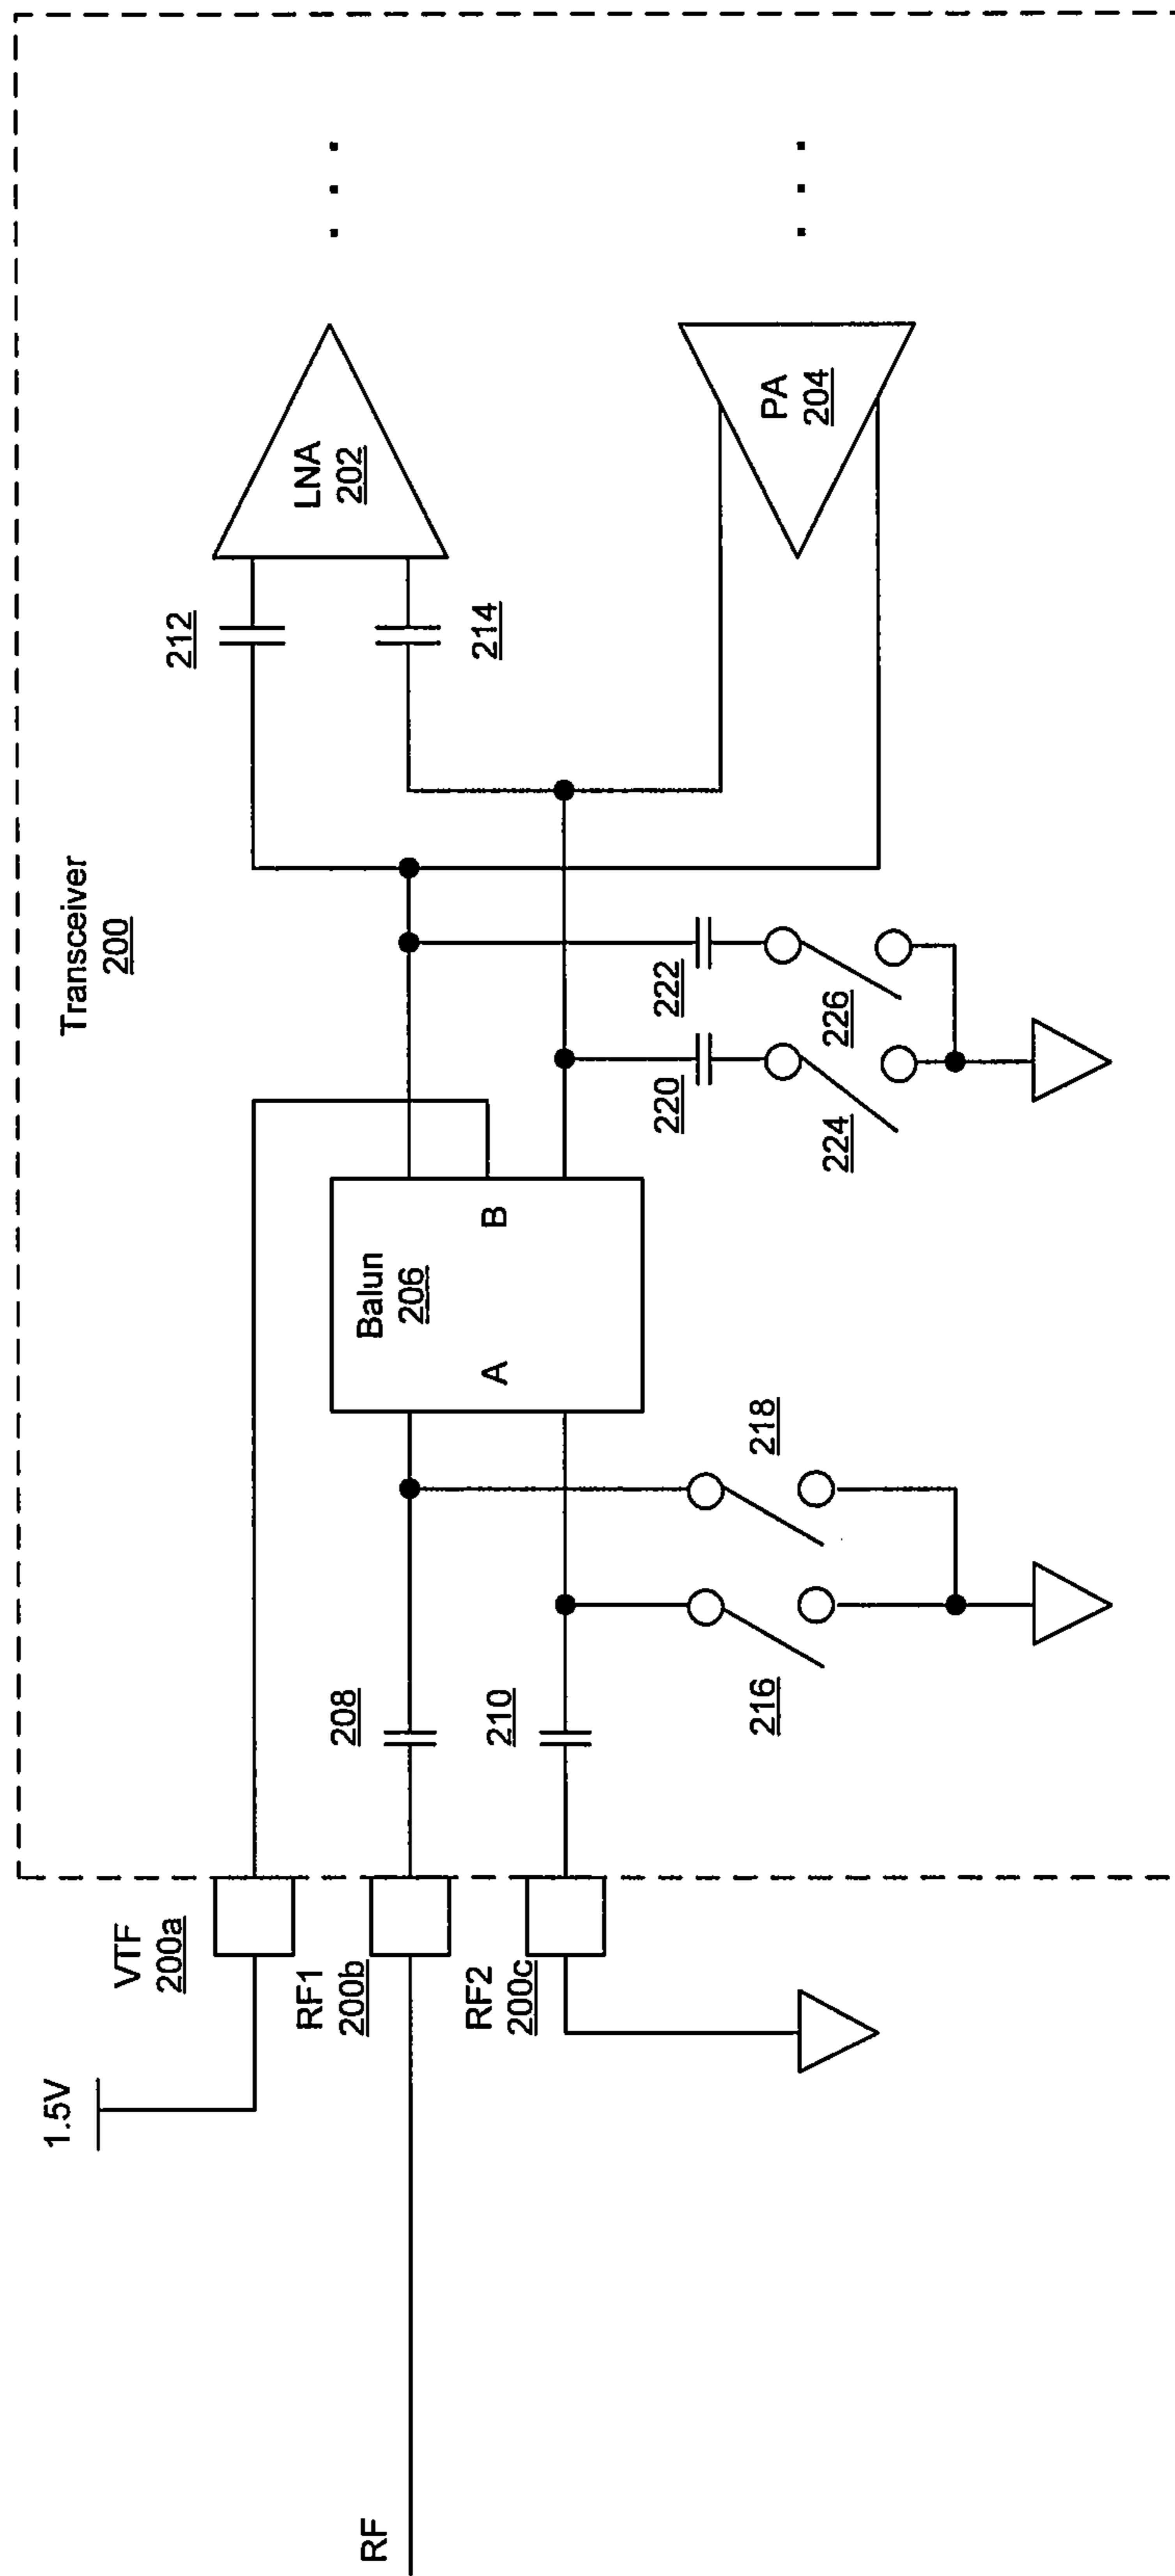 Transceiver
200
1.5V
VTF
200a
RF1
200b
RF2
200c
RF
208
210
216
218
Balun
206
A
B
220
222
224
226
212
214
LNA
202
PA
204